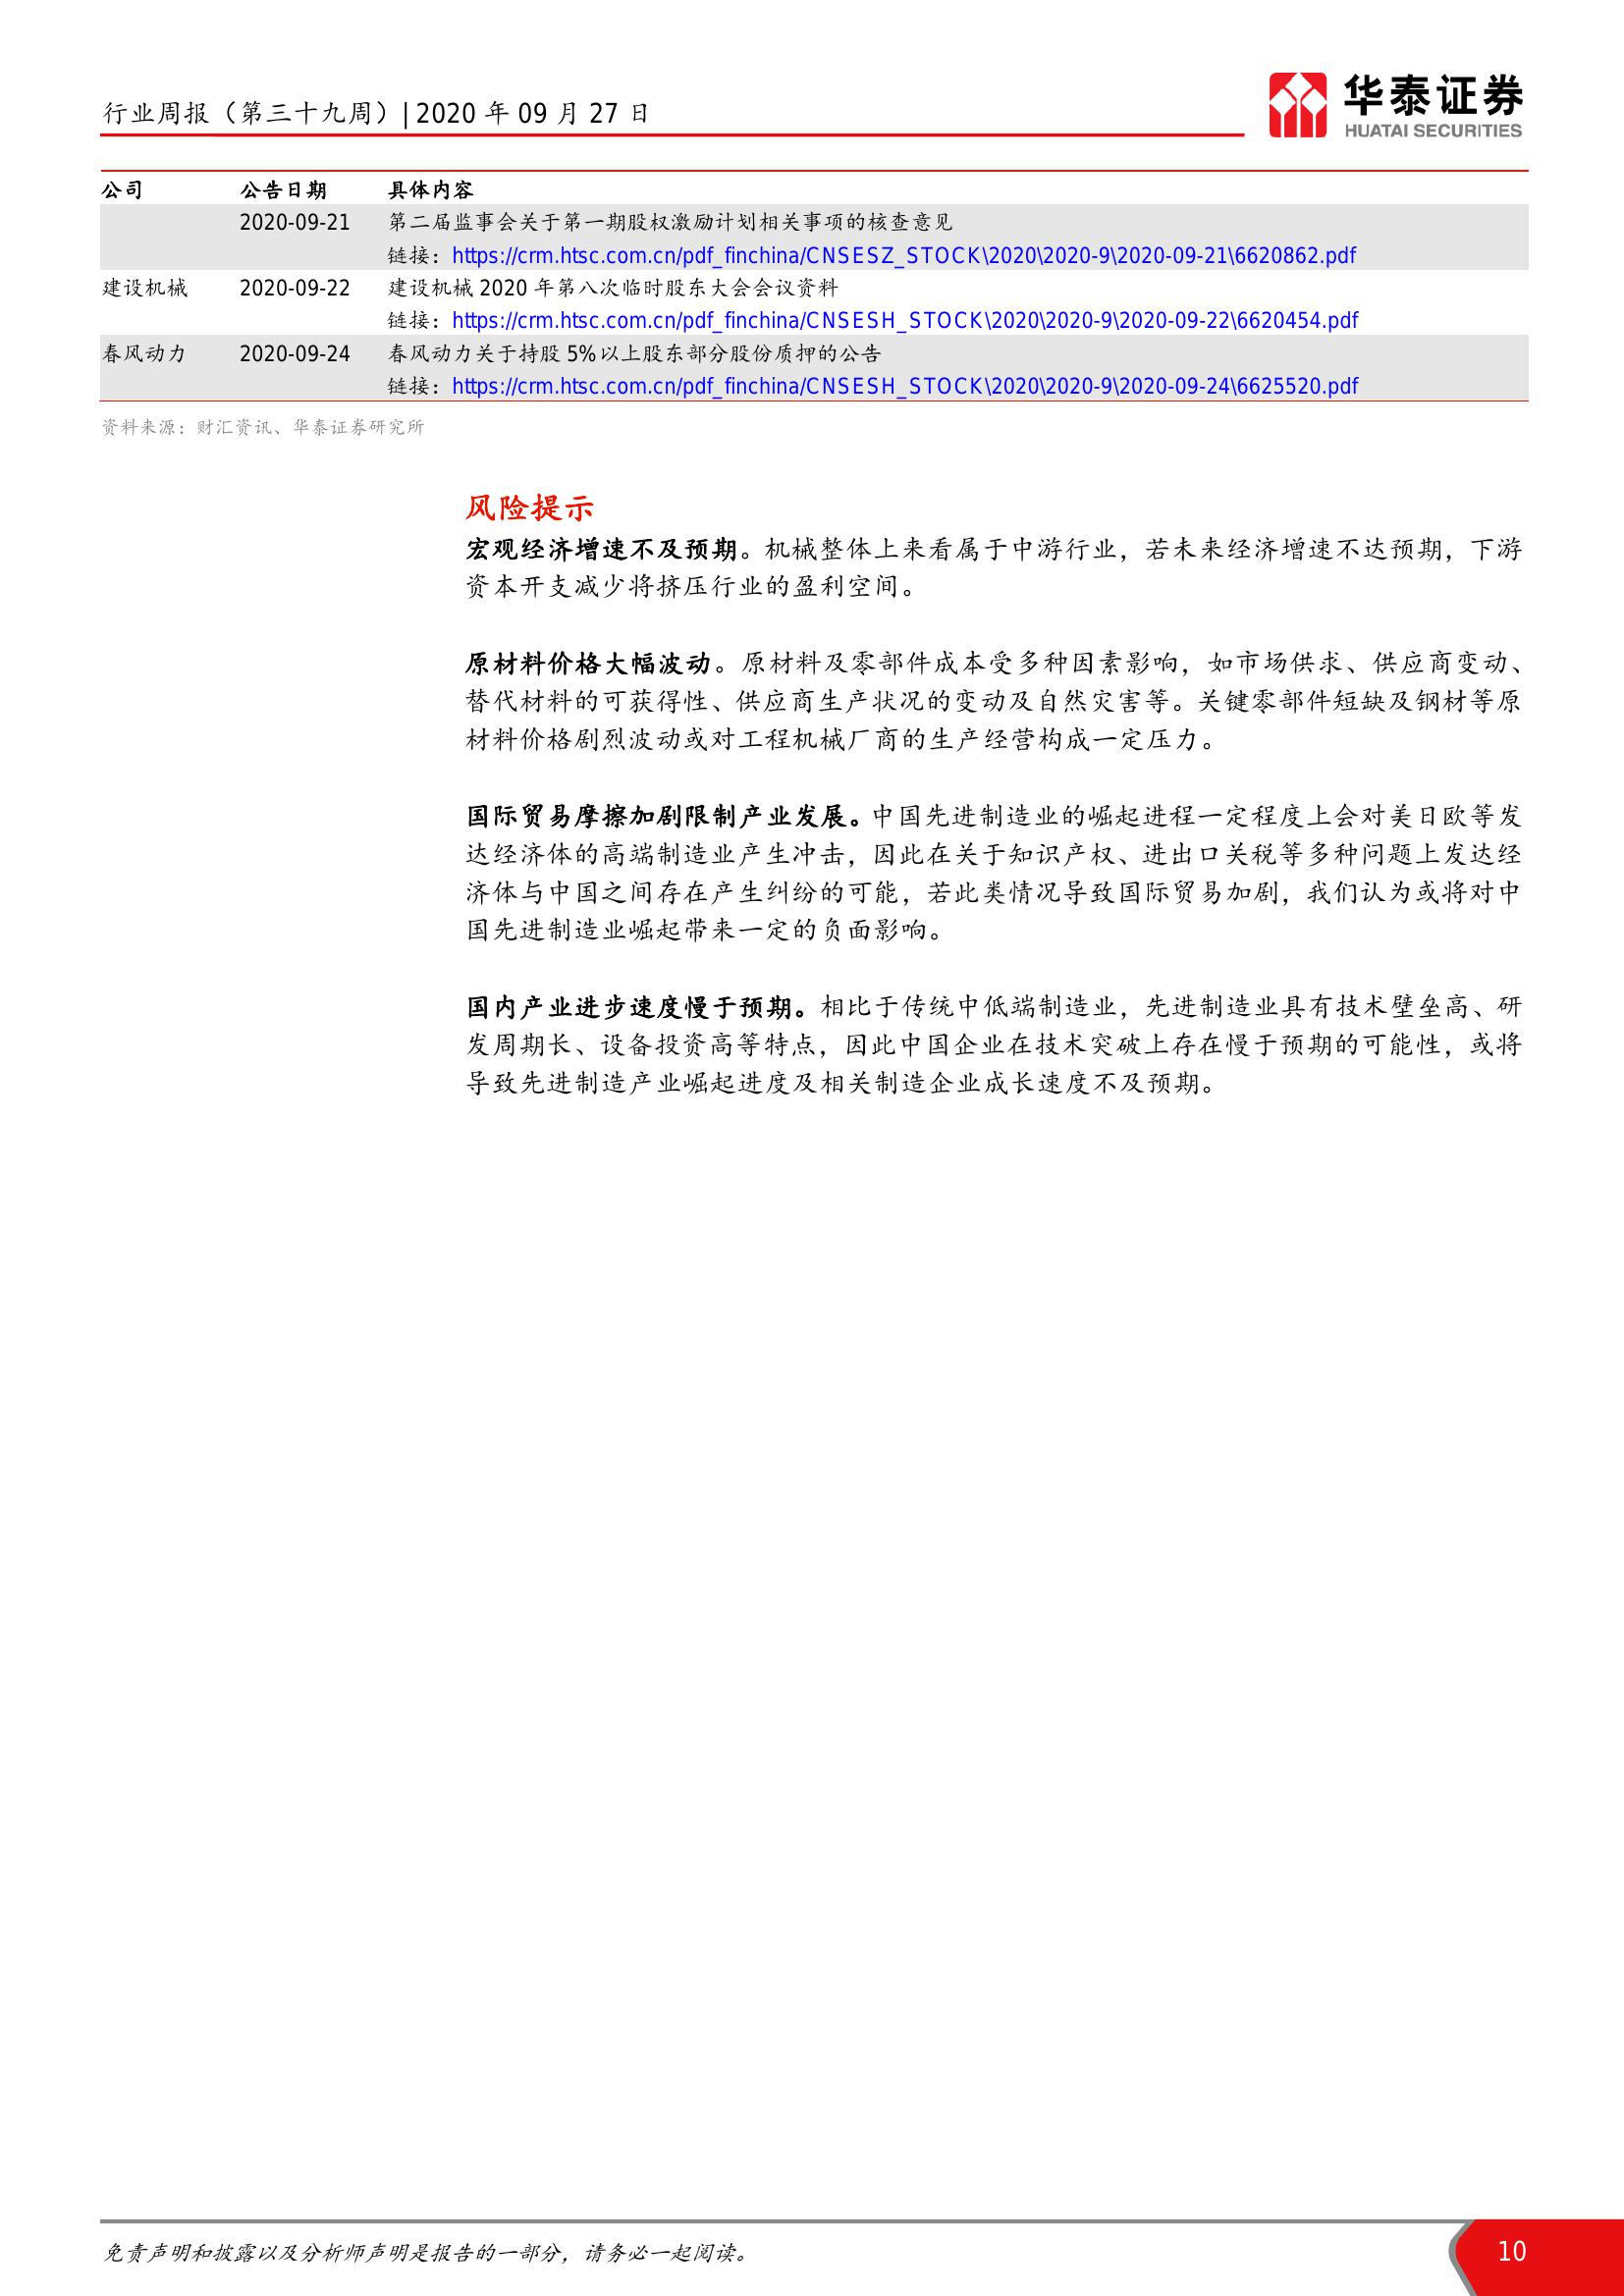 行业周报（第三十九周）| 2020 年 09 月 27 日
华泰证券
HUATAI SECURITIES
公司 公告日期 具体内容
2020-09-21 第二届监事会关于第一期股权激励计划相关事项的核查意见
链接：https://crm.htsc.com.cn/pdf_finchina/CNSESZ_STOCK\2020\2020-9\2020-09-21\6620862.pdf
建设机械 2020-09-22 建设机械 2020 年第八次临时股东大会会议资料
链接：https://crm.htsc.com.cn/pdf_finchina/CNSESH_STOCK\2020\2020-9\2020-09-22\6620454.pdf
春风动力 2020-09-24 春风动力关于持股 5%以上股东部分股份质押的公告
链接：https://crm.htsc.com.cn/pdf_finchina/CNSESH_STOCK\2020\2020-9\2020-09-24\6625520.pdf
资料来源：财汇资讯、华泰证券研究所
风险提示
宏观经济增速不及预期。机械整体上来看属于中游行业，若未来经济增速不达预期，下游
资本开支减少将挤压行业的盈利空间。
原材料价格大幅波动。原材料及零部件成本受多种因素影响，如市场供求、供应商变动、
替代材料的可获得性、供应商生产状况的变动及自然灾害等。关键零部件短缺及钢材等原
材料价格剧烈波动或对工程机械厂商的生产经营构成一定压力。
国际贸易摩擦加剧限制产业发展。中国先进制造业的崛起进程一定程度上会对美日欧等发
达经济体的高端制造业产生冲击，因此在关于知识产权、进出口关税等多种问题上发达经
济体与中国之间存在产生纠纷的可能，若此类情况导致国际贸易加剧，我们认为或将对中
国先进制造业崛起带来一定的负面影响。
国内产业进步速度慢于预期。相比于传统中低端制造业，先进制造业具有技术壁垒高、研
发周期长、设备投资高等特点，因此中国企业在技术突破上存在慢于预期的可能性，或将
导致先进制造产业崛起进度及相关制造企业成长速度不及预期。
免责声明和披露以及分析师声明是报告的一部分，请务必一起阅读。
10